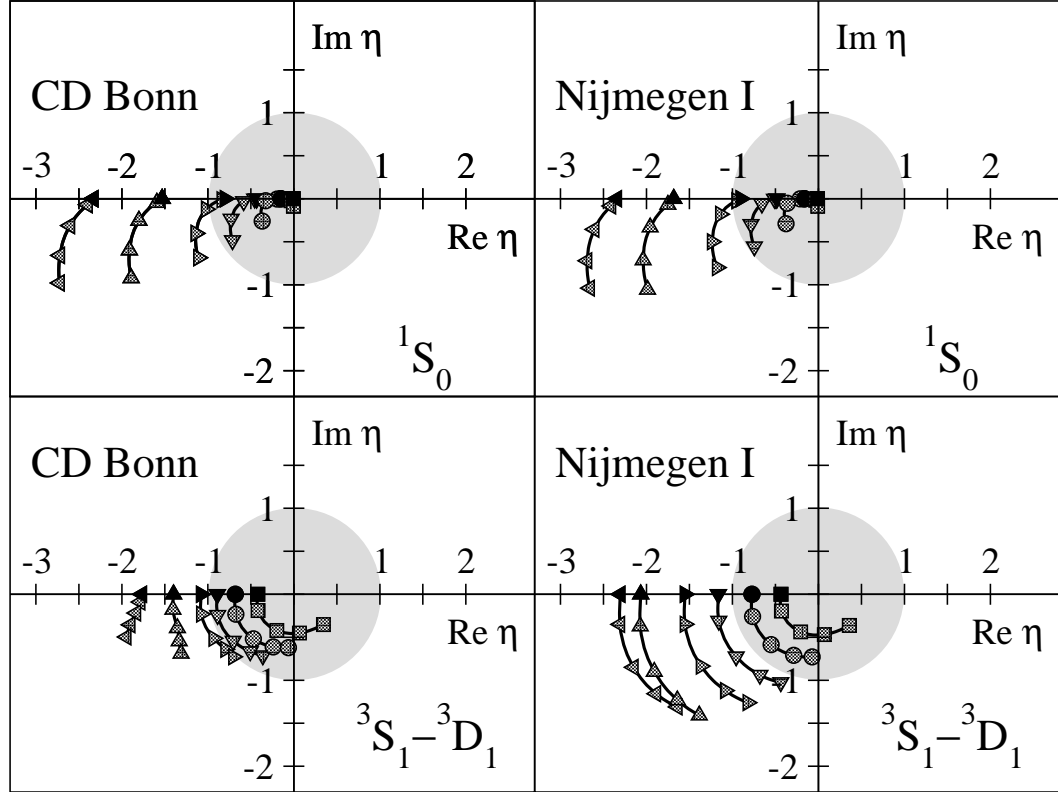 Im η
CD Bonn
1
-3 -2 -1 1 2
Re η
-1
-2
¹S₀
Im η
Nijmegen I
1
-3 -2 -1 1 2
Re η
-1
-2
¹S₀
Im η
CD Bonn
1
-3 -2 -1 1 2
Re η
-1
-2
³S₁–³D₁
Im η
Nijmegen I
1
-3 -2 -1 1 2
Re η
-1
-2
³S₁–³D₁